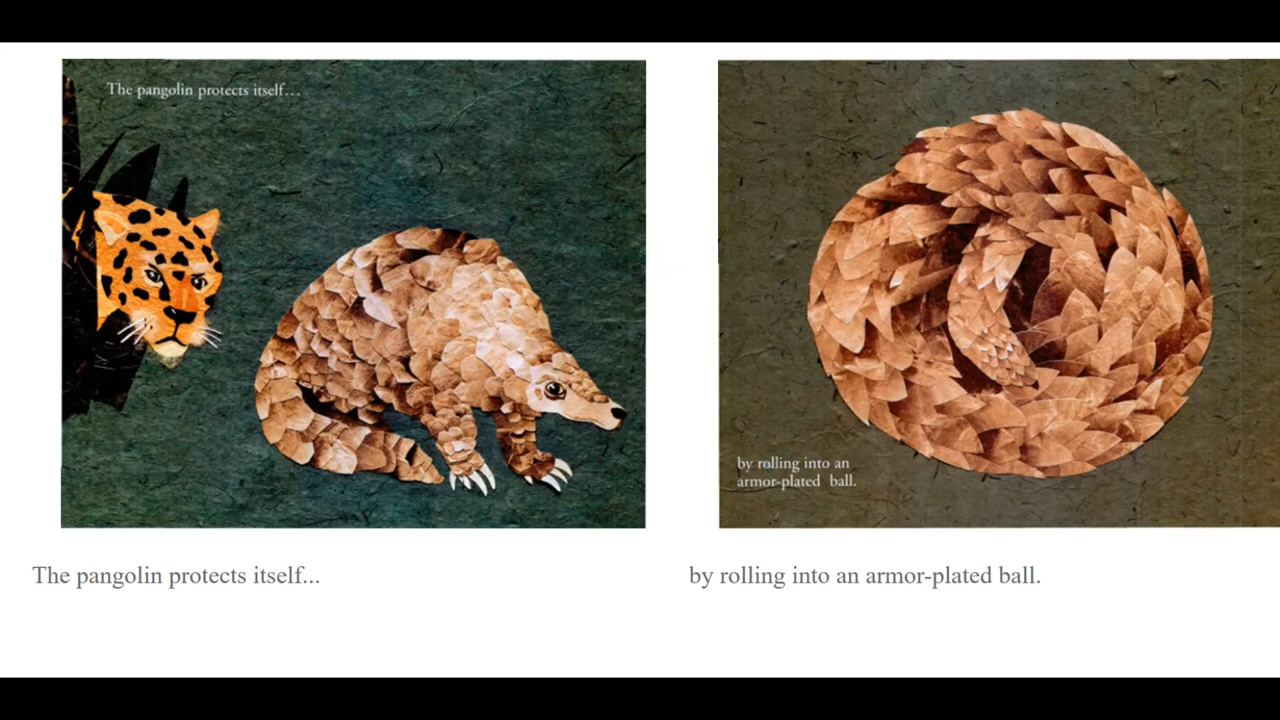 The pangolin protects itself...
by rolling into an
armor-plated ball.
The pangolin protects itself...
by rolling into an armor-plated ball.